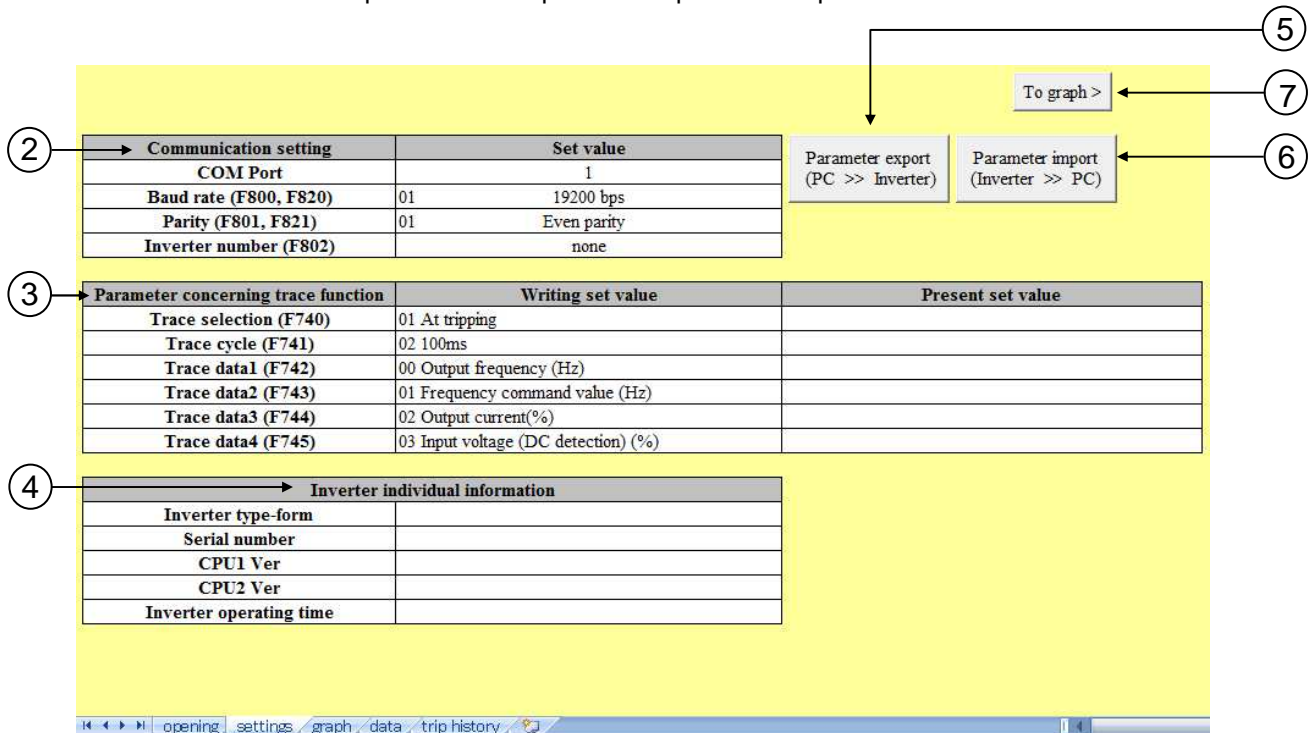 5
To graph >
7
2
Communication setting Set value
COM Port 1
Baud rate (F800, F820) 01 19200 bps
Parity (F801, F821) 01 Even parity
Inverter number (F802) none
Parameter export
(PC >> Inverter)
Parameter import
(Inverter >> PC)
6
3
Parameter concerning trace function Writing set value Present set value
Trace selection (F740) 01 At tripping
Trace cycle (F741) 02 100ms
Trace data1 (F742) 00 Output frequency (Hz)
Trace data2 (F743) 01 Frequency command value (Hz)
Trace data3 (F744) 02 Output current(%)
Trace data4 (F745) 03 Input voltage (DC detection) (%)
4
Inverter individual information
Inverter type-form
Serial number
CPU1 Ver
CPU2 Ver
Inverter operating time
opening settings graph data trip history